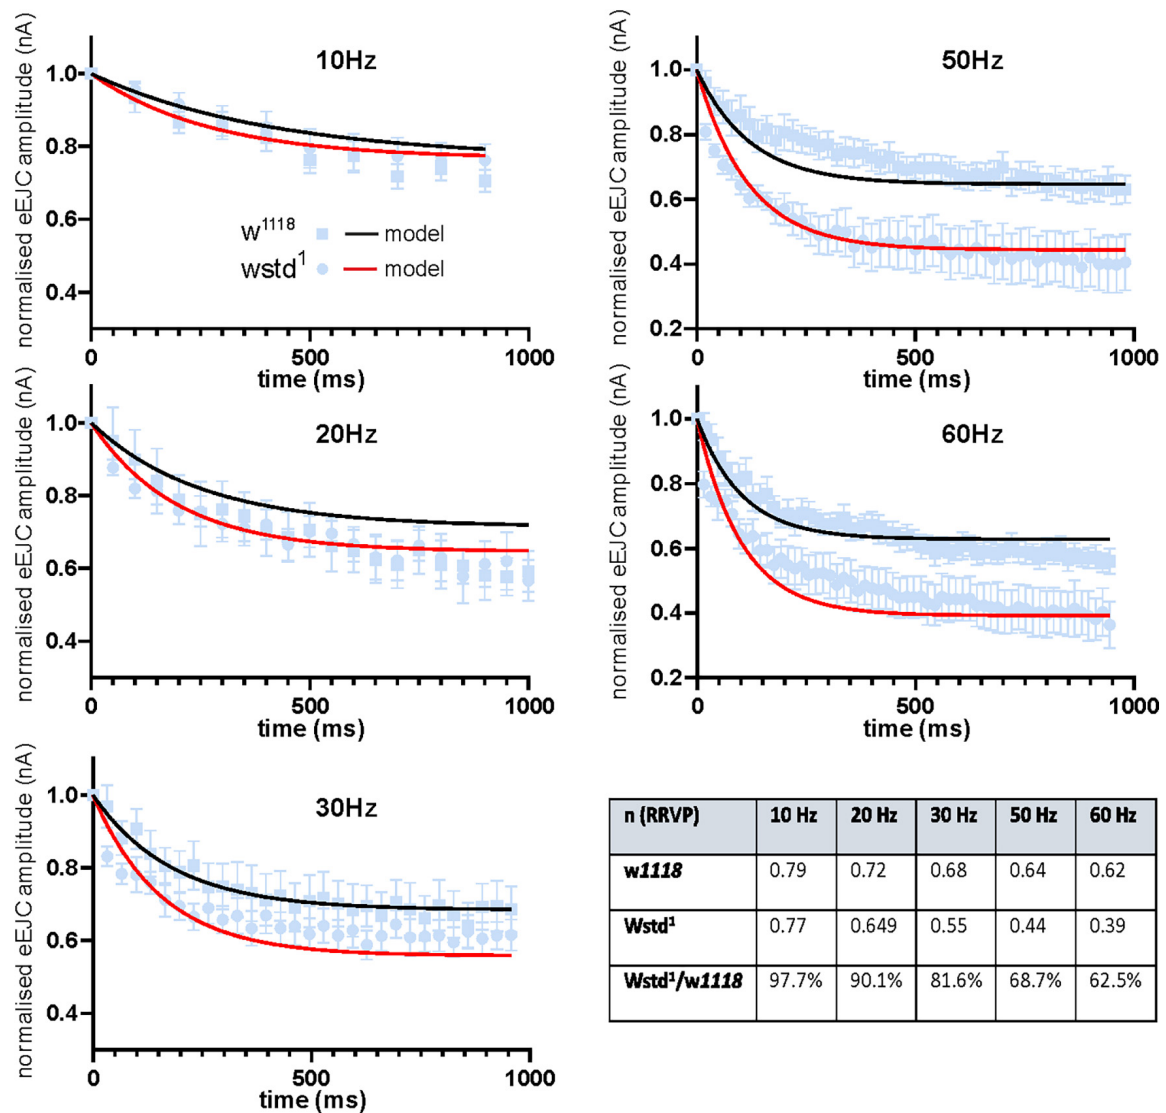 normalised eEJC amplitude (nA)
10Hz
1.0
0.8
0.6
0.4
w1118 model
wstd1 model
0 500 1000
time (ms)
normalised eEJC amplitude (nA)
50Hz
1.0
0.8
0.6
0.4
0.2
0 500 1000
time (ms)
normalised eEJC amplitude (nA)
20Hz
1.0
0.8
0.6
0.4
0 500 1000
time (ms)
normalised eEJC amplitude (nA)
60Hz
1.0
0.8
0.6
0.4
0.2
0 500 1000
time (ms)
normalised eEJC amplitude (nA)
30Hz
1.0
0.8
0.6
0.4
0 500 1000
time (ms)
n (RRVP) 10 Hz 20 Hz 30 Hz 50 Hz 60 Hz
w1118 0.79 0.72 0.68 0.64 0.62
Wstd¹ 0.77 0.649 0.55 0.44 0.39
Wstd¹/w1118 97.7% 90.1% 81.6% 68.7% 62.5%